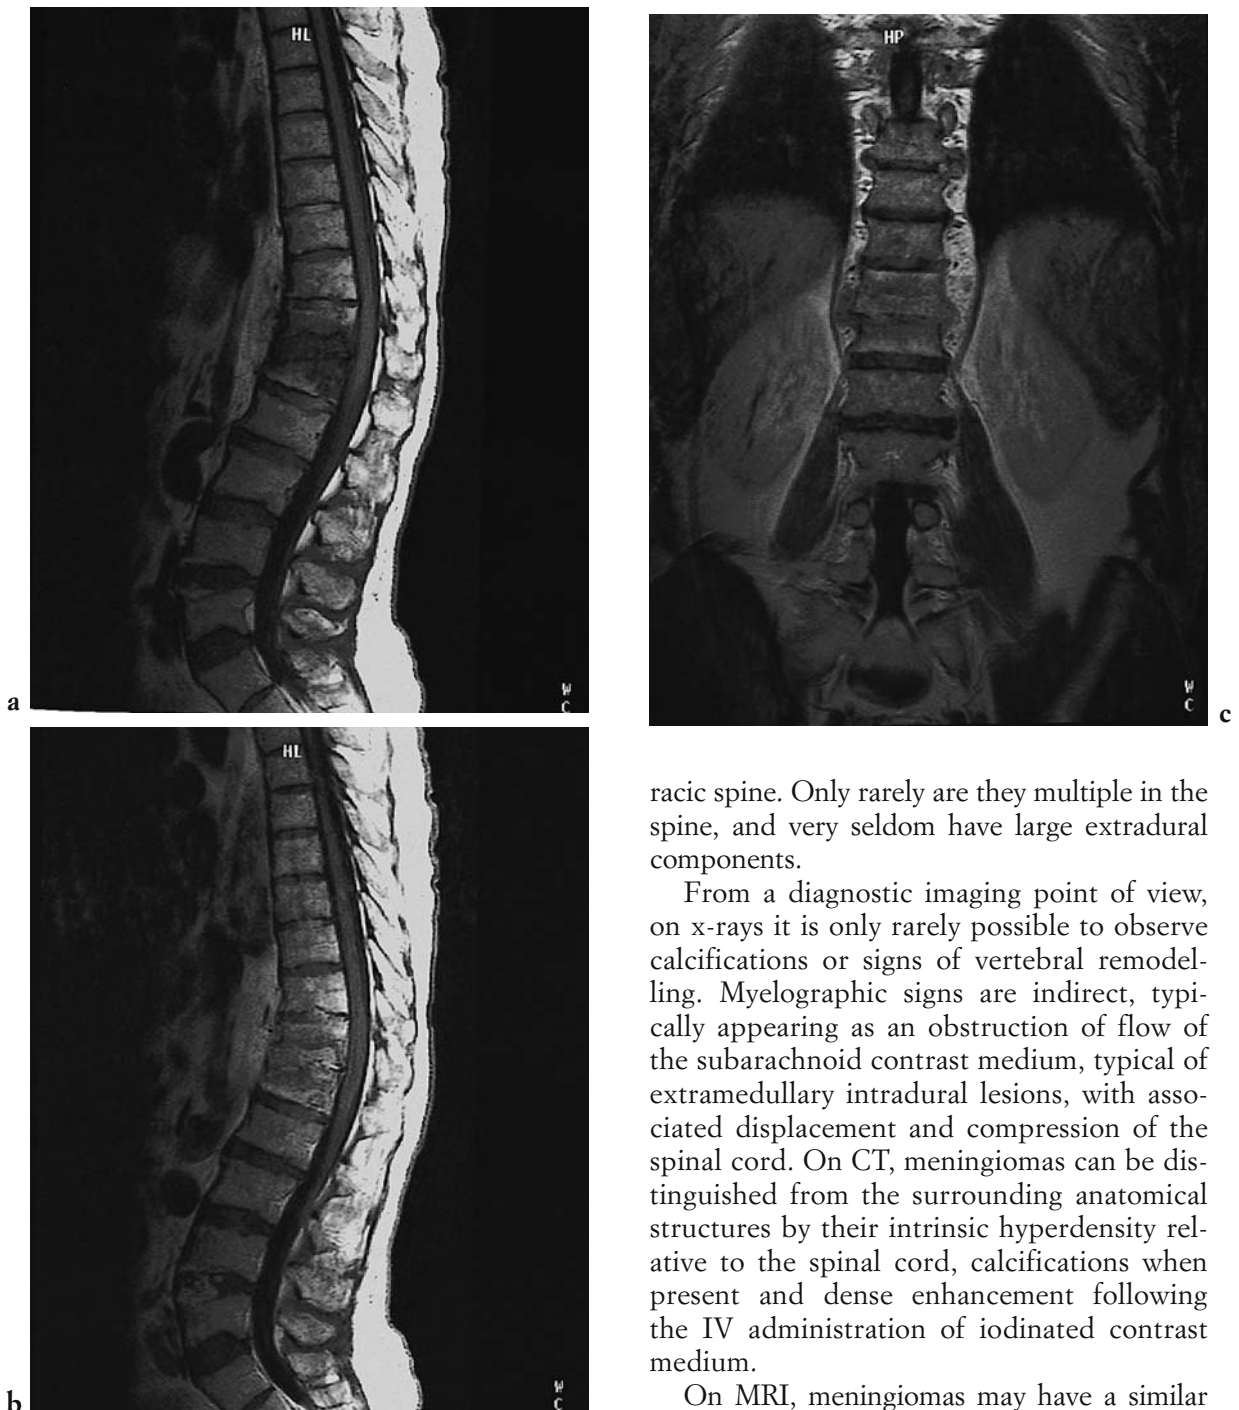 HL
W
C
a
HL
W
C
b
HP
W
C
c
racic spine. Only rarely are they multiple in the
spine, and very seldom have large extradural
components.
From a diagnostic imaging point of view,
on x-rays it is only rarely possible to observe
calcifications or signs of vertebral remodel-
ling. Myelographic signs are indirect, typi-
cally appearing as an obstruction of flow of
the subarachnoid contrast medium, typical of
extramedullary intradural lesions, with asso-
ciated displacement and compression of the
spinal cord. On CT, meningiomas can be dis-
tinguished from the surrounding anatomical
structures by their intrinsic hyperdensity rel-
ative to the spinal cord, calcifications when
present and dense enhancement following
the IV administration of iodinated contrast
medium.
On MRI, meningiomas may have a similar